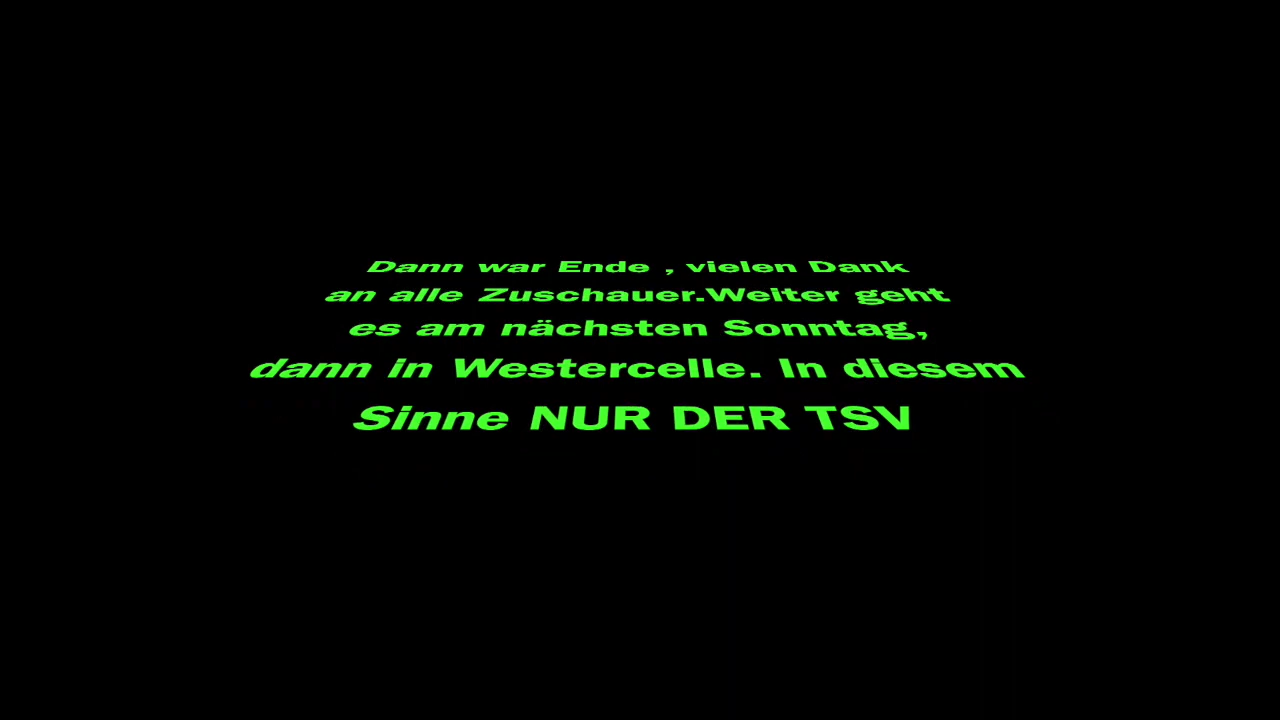 Dann war Ende , vielen Dank
an alle Zuschauer.Weiter geht
es am nächsten Sonntag,
dann in Westercelle. In diesem
Sinne NUR DER TSV